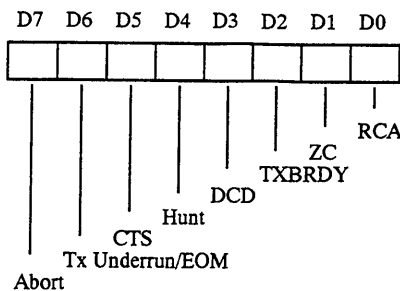 D7 D6 D5 D4 D3 D2 D1 D0
RCA
ZC
TXBRDY
DCD
Hunt
CTS
Tx Underrun/EOM
Abort